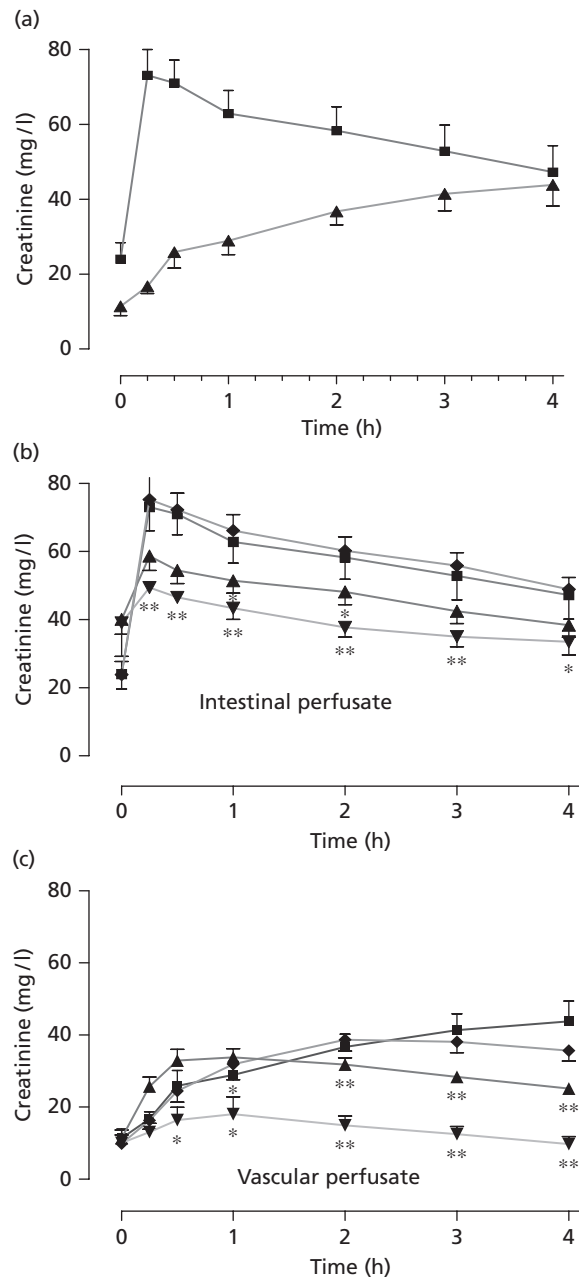 (a)
80
60
40
20
0
Creatinine (mg/l)
0 1 2 3 4
Time (h)
(b)
80
60
40
20
0
Creatinine (mg/l)
* *
** ** ** ** ** *
Intestinal perfusate
0 1 2 3 4
Time (h)
(c)
80
60
40
20
0
Creatinine (mg/l)
* ** ** **
* * ** ** **
Vascular perfusate
0 1 2 3 4
Time (h)